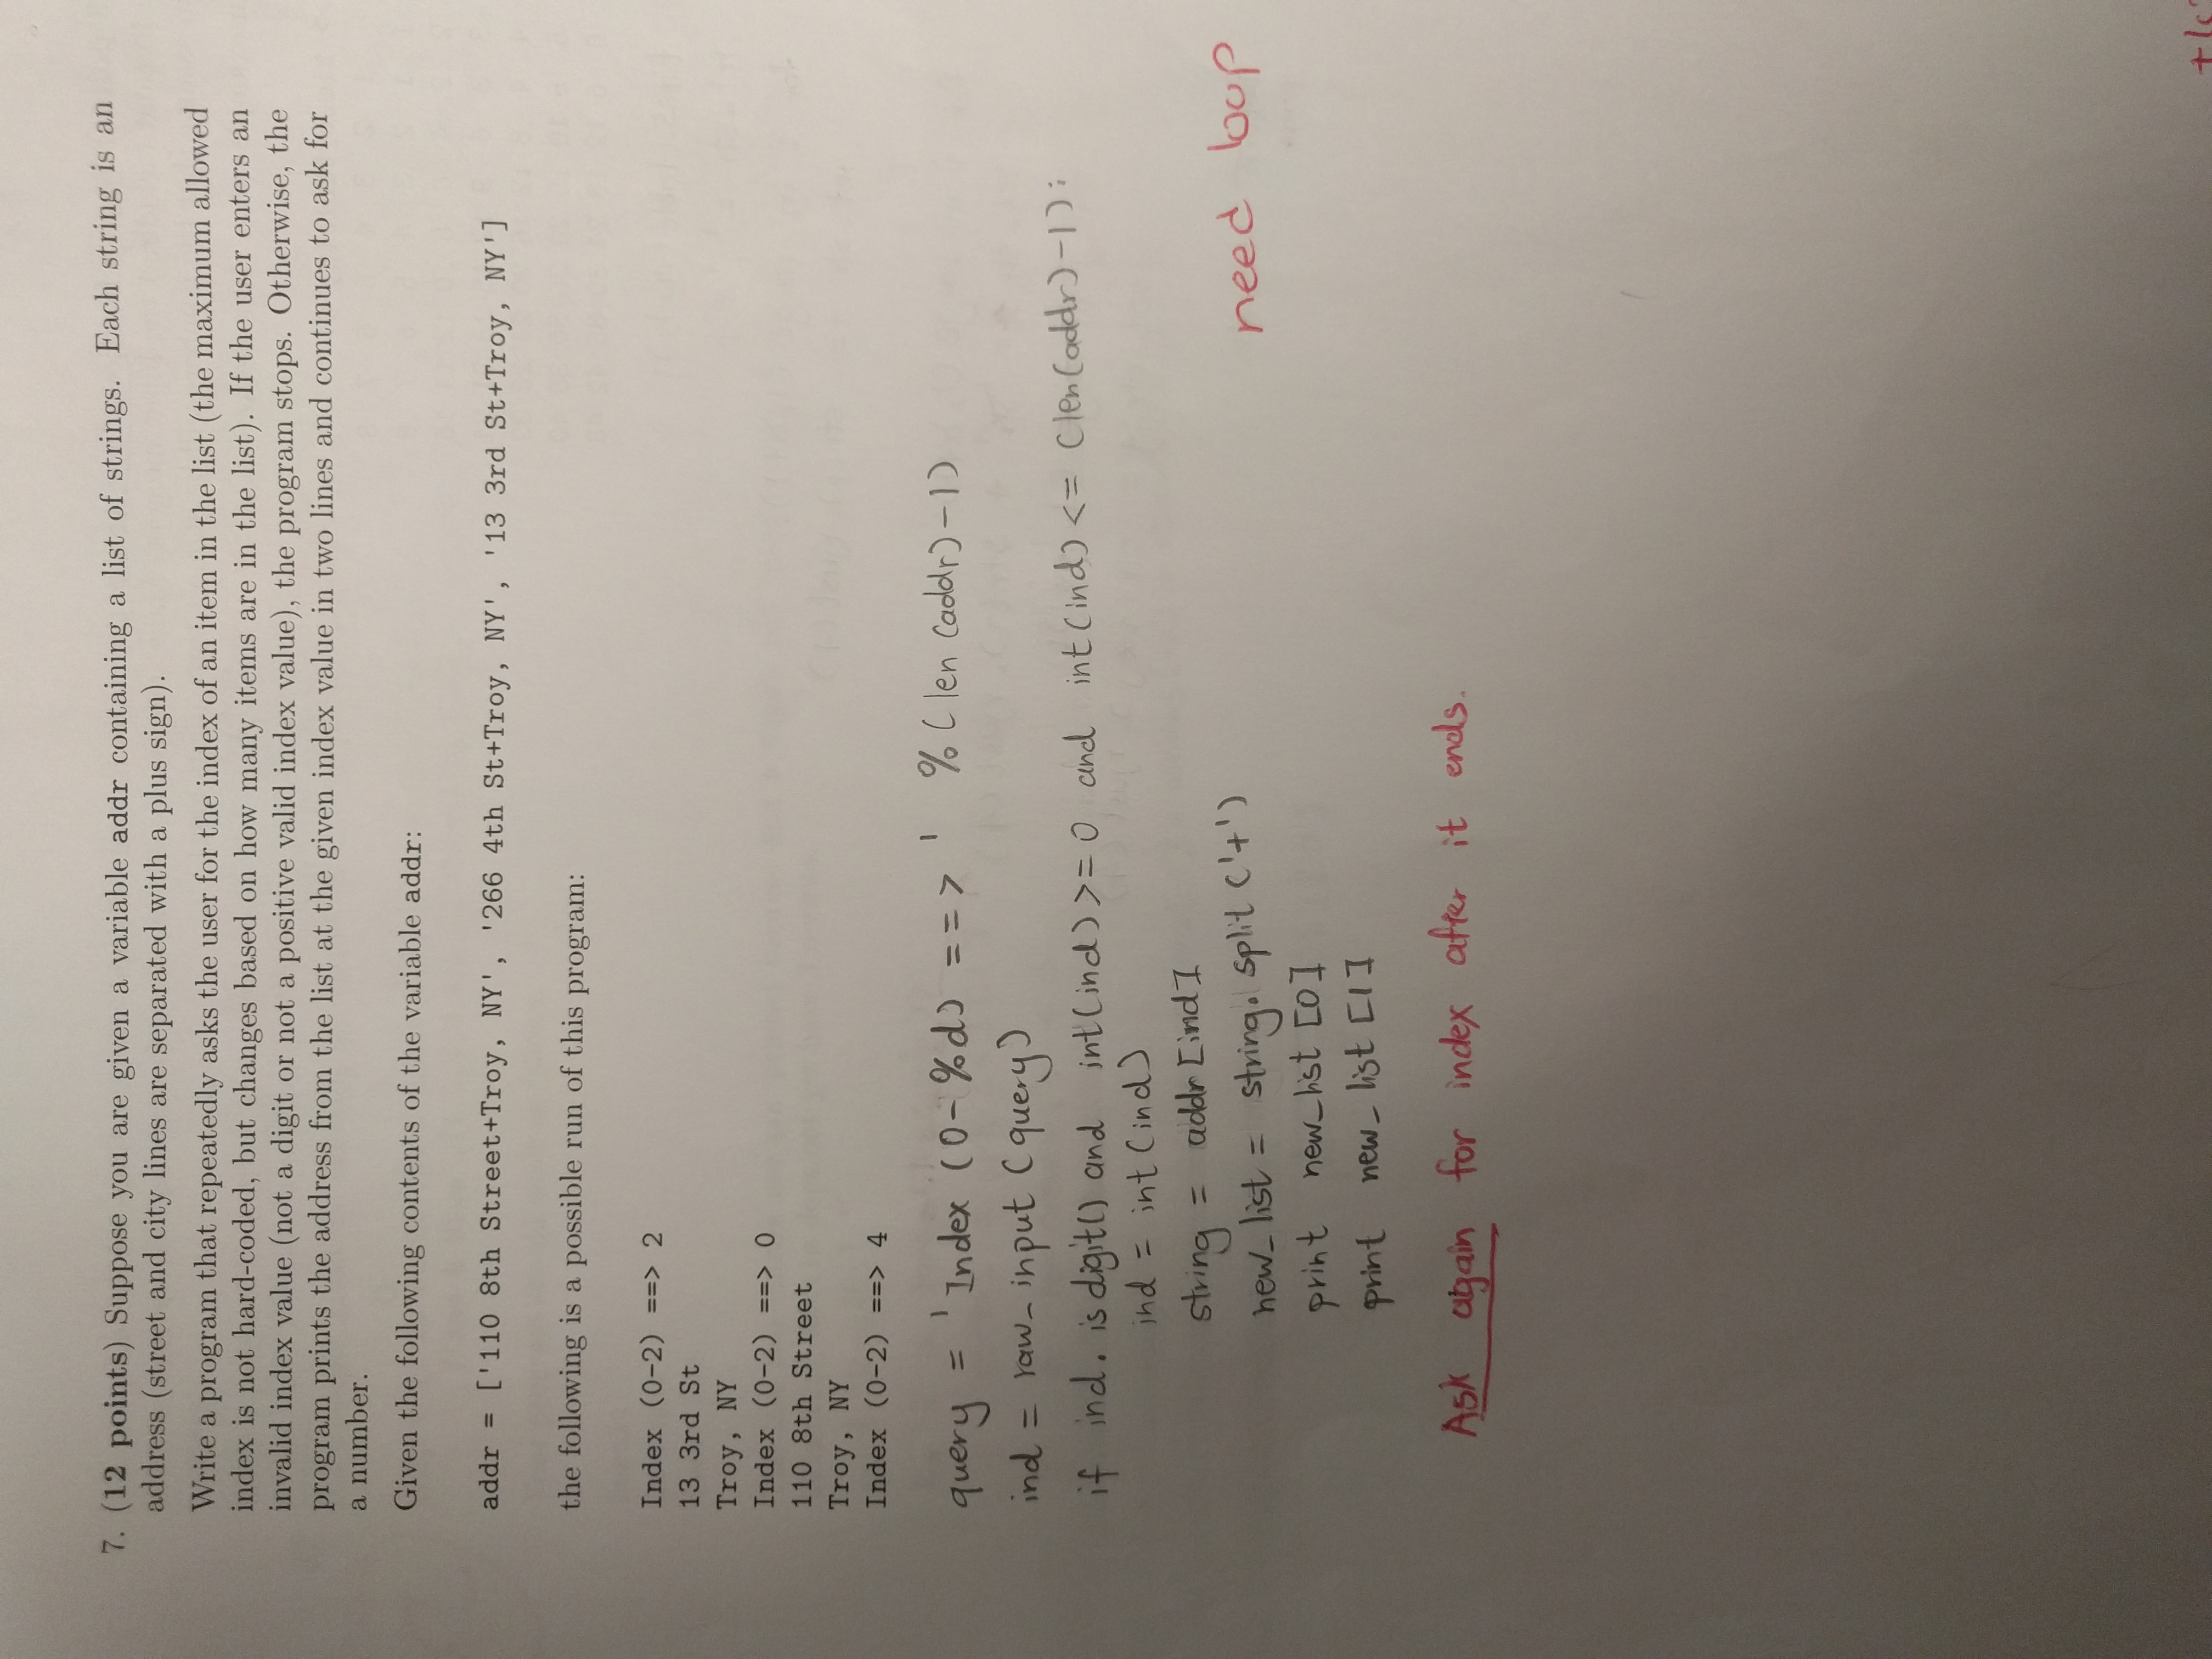 7. (12 points) Suppose you are given a variable addr containing a list of strings. Each string is an
address (street and city lines are separated with a plus sign).
Write a program that repeatedly asks the user for the index of an item in the list (the maximum allowed
index is not hard-coded, but changes based on how many items are in the list). If the user enters an
invalid index value (not a digit or not a positive valid index value), the program stops. Otherwise, the
program prints the address from the list at the given index value in two lines and continues to ask for
a number.
Given the following contents of the variable addr:
addr = ['110 8th Street+Troy, NY', '266 4th St+Troy, NY', '13 3rd St+Troy, NY']
the following is a possible run of this program:
Index (0-2) ==> 2
13 3rd St
Troy, NY
Index (0-2) ==> 0
110 8th Street
Troy, NY
Index (0-2) ==> 4
query = 'Index (0-%d) ==> ' %(len(addr)-1)
ind = raw_input(query)
if ind.isdigit() and int(ind)>=0 and int(ind)<= (len(addr)-1):
ind = int(ind)
string = addr[ind]
need loop
new_list = string.split('+')
print new_list[0]
print new_list[1]
Ask again for index after it ends.